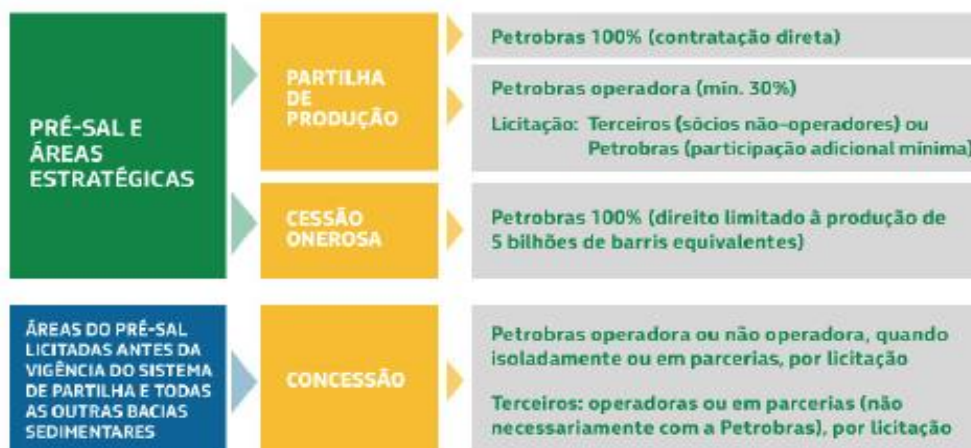 PRÉ-SAL E
ÁREAS
ESTRATÉGICAS
PARTILHA
DE
PRODUÇÃO
Petrobras 100% (contratação direta)
Petrobras operadora (mín. 30%)
Licitação: Terceiros (sócios não-operadores) ou
Petrobras (participação adicional mínima)
CESSÃO
ONEROSA
Petrobras 100% (direito limitado à produção de
5 bilhões de barris equivalentes)
ÁREAS DO PRÉ-SAL
LICITADAS ANTES DA
VIGÊNCIA DO SISTEMA
DE PARTILHA E TODAS
AS OUTRAS BACIAS
SEDIMENTARES
CONCESSÃO
Petrobras operadora ou não operadora, quando
isoladamente ou em parcerias, por licitação
Terceiros: operadoras ou em parcerias (não
necessariamente com a Petrobras), por licitação